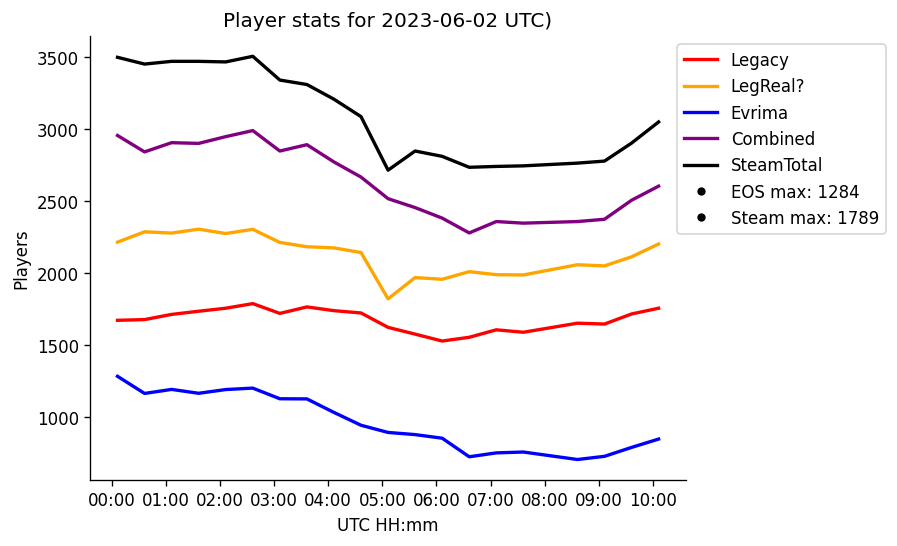 Player stats for 2023-06-02 UTC)
Players
3500
3000
2500
2000
1500
1000
00:00 01:00 02:00 03:00 04:00 05:00 06:00 07:00 08:00 09:00 10:00
UTC HH:mm
Legacy
LegReal?
Evrima
Combined
SteamTotal
EOS max: 1284
Steam max: 1789